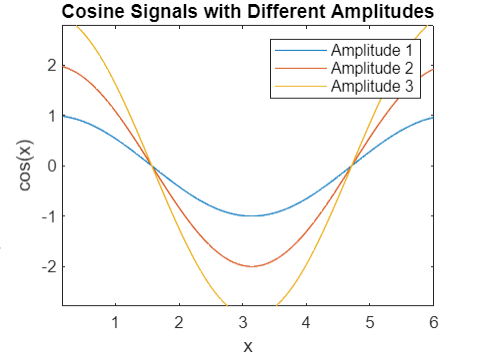 Cosine Signals with Different Amplitudes
Amplitude 1
Amplitude 2
Amplitude 3
cos(x)
2
1
0
-1
-2
1 2 3 4 5 6
x